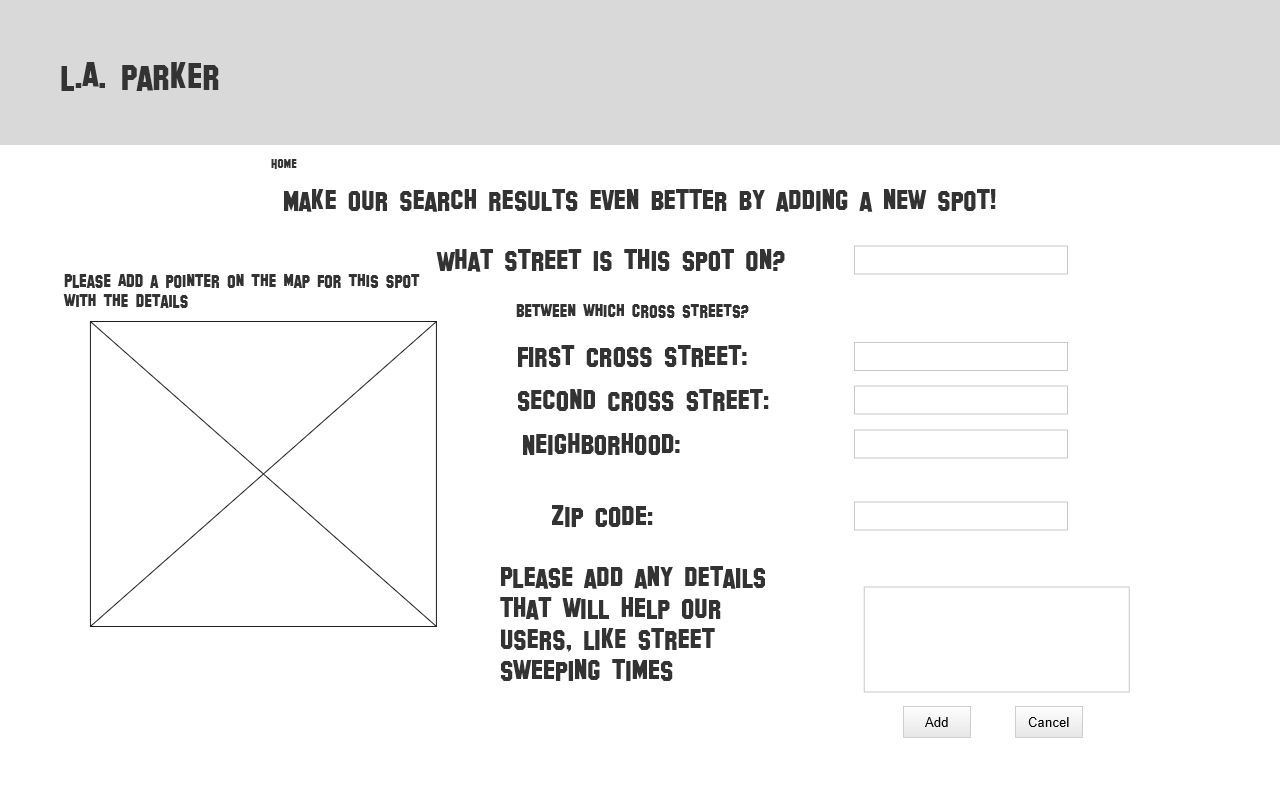 L.A. PARKER
HOME
MAKE OUR SEARCH RESULTS EVEN BETTER BY ADDING A NEW SPOT!
WHAT STREET IS THIS SPOT ON?
PLEASE ADD A POINTER ON THE MAP FOR THIS SPOT
WITH THE DETAILS
BETWEEN WHICH CROSS STREETS?
FIRST CROSS STREET:
SECOND CROSS STREET:
NEIGHBORHOOD:
ZIP CODE:
PLEASE ADD ANY DETAILS
THAT WILL HELP OUR
USERS, LIKE STREET
SWEEPING TIMES
Add
Cancel